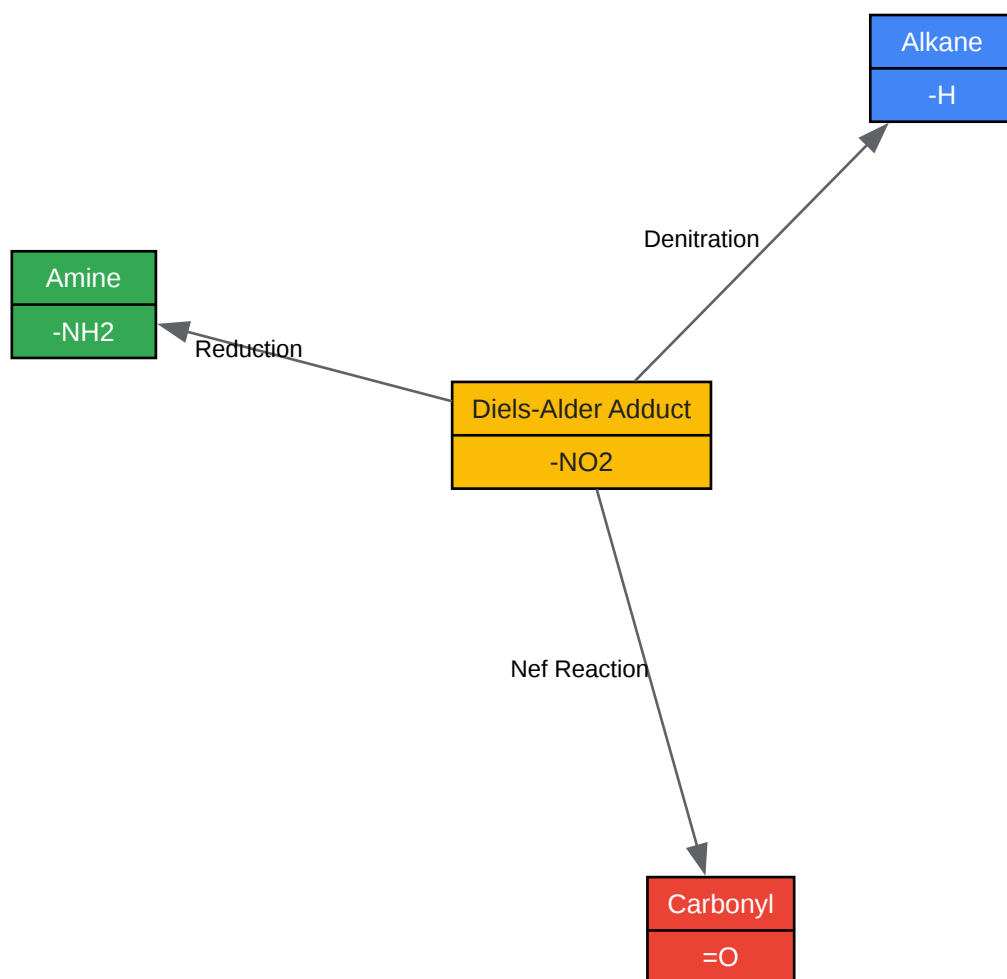 Alkane
-H
Denitration
Amine
-NH2
Reduction
Diels-Alder Adduct
-NO2
Nef Reaction
Carbonyl
=O